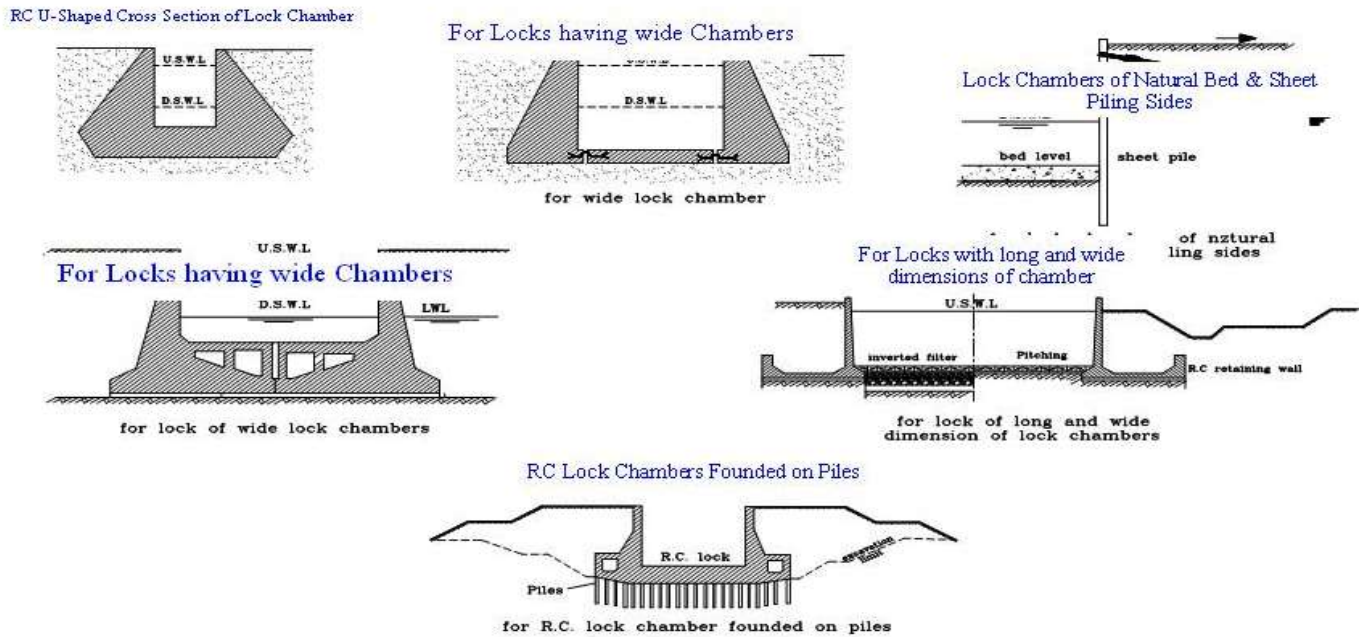 RC U-Shaped Cross Section of Lock Chamber
U.S.W.L
D.S.W.L
For Locks having wide Chambers
D.S.W.L
for wide lock chamber
Lock Chambers of Natural Bed & Sheet
Piling Sides
bed level
sheet pile
of nztural
ling sides
U.S.W.L
For Locks having wide Chambers
D.S.W.L
LWL
for lock of wide lock chambers
For Locks with long and wide
dimensions of chamber
U.S.W.L
inverted filter
Pitching
R.C retaining wall
for lock of long and wide
dimension of lock chambers
RC Lock Chambers Founded on Piles
R.C. lock
excavation
limit
Piles
for R.C. lock chamber founded on piles